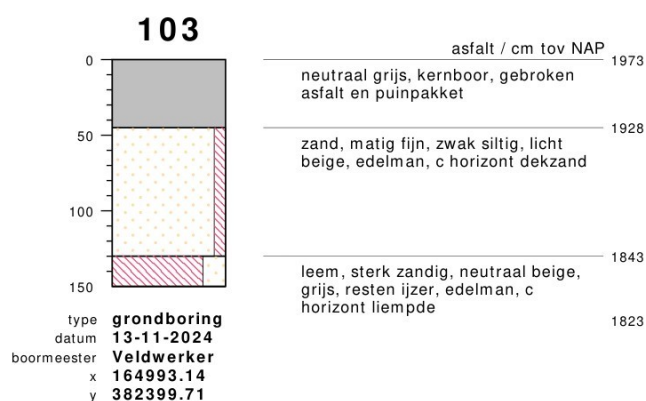 103
asfalt / cm tov NAP
0
1973
neutraal grijs, kernboor, gebroken
asfalt en puinpakket
50
1928
zand, matig fijn, zwak siltig, licht
beige, edelman, c horizont dekzand
100
1843
leem, sterk zandig, neutraal beige,
grijs, resten ijzer, edelman, c
horizont liempde
150
1823
type grondboring
datum 13-11-2024
boormeester Veldwerker
x 164993.14
y 382399.71